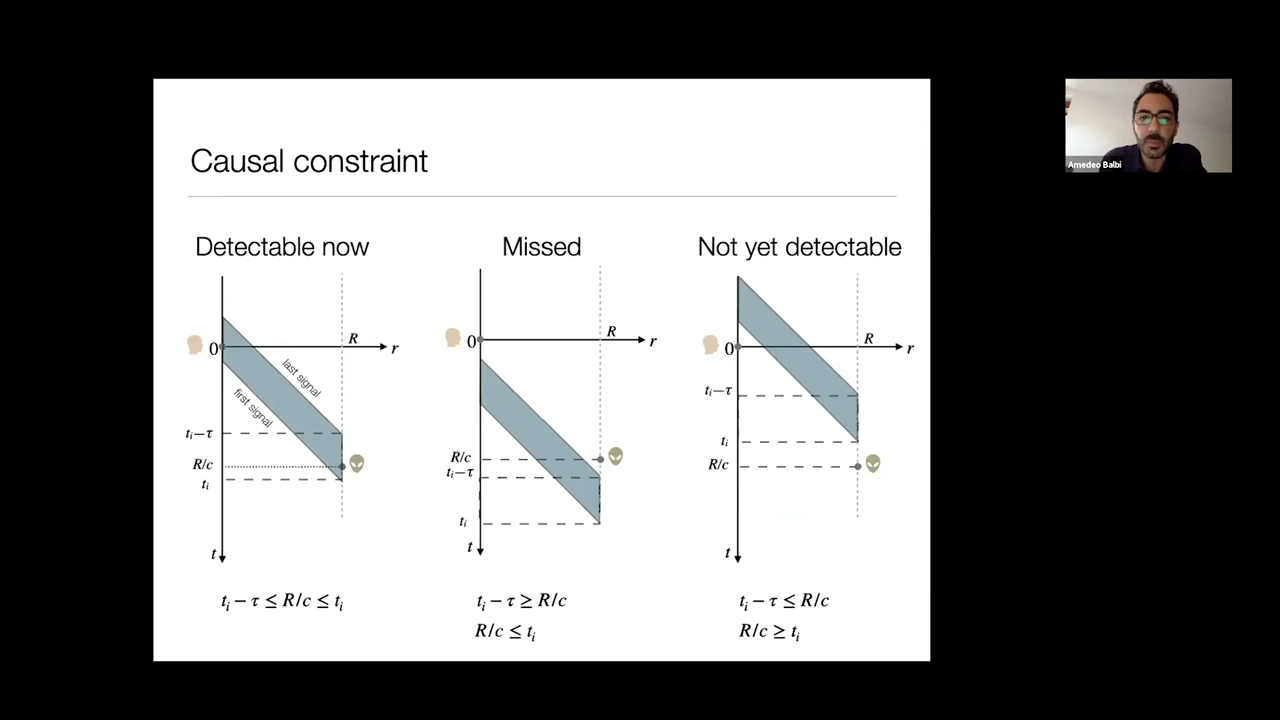 Causal constraint
Detectable now
R
0
r
last signal
first signal
tᵢ−τ
R/c
tᵢ
t
tᵢ − τ ≤ R/c ≤ tᵢ
Missed
R
0
r
R/c
tᵢ−τ
tᵢ
t
tᵢ − τ ≥ R/c
R/c ≤ tᵢ
Not yet detectable
R
0
r
tᵢ−τ
tᵢ
R/c
t
tᵢ − τ ≤ R/c
R/c ≥ tᵢ
Amedeo Balbi